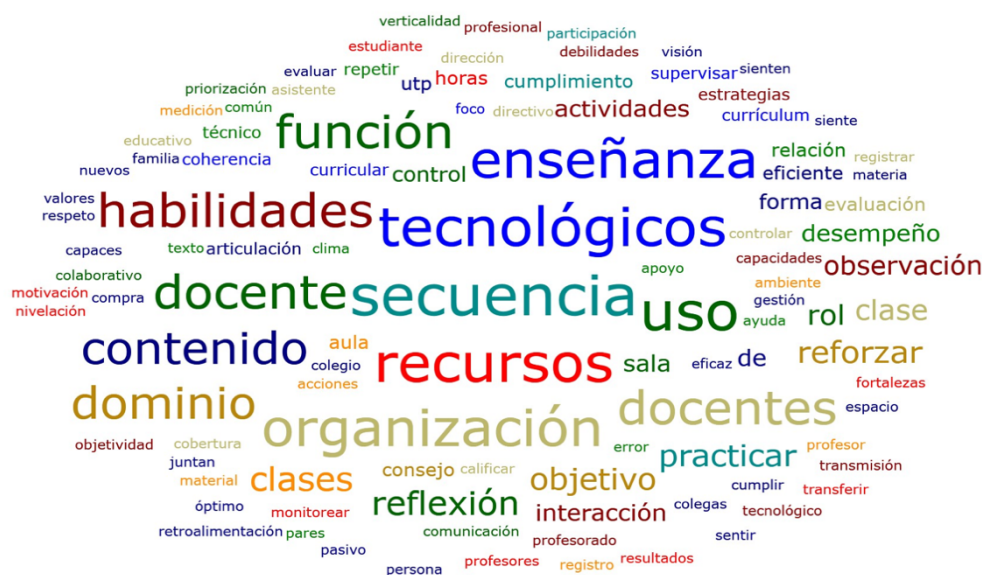 verticalidad profesional participación
estudiante dirección debilidades visión
evaluar repetir utp horas cumplimiento supervisar sienten
priorización asistente foco directivo actividades estrategias
medición común función currículum siente
educativo técnico enseñanza relación registrar
nuevos familia coherencia curricular control eficiente materia
valores habilidades tecnológicos forma evaluación
respeto controlar desempeño
capaces texto articulación clima capacidades observación
colaborativo docente secuencia apoyo uso ambiente
motivación compra gestión rol clase
nivelación ayuda
contenido aula recursos sala eficaz de reforzar
colegio acciones fortalezas
dominio organización docentes espacio
objetividad cobertura error practicar profesor
juntan consejo calificar transmisión
material clases objetivo cumplir transferir
óptimo monitorear reflexión interacción colegas tecnológico
retroalimentación pares comunicación profesorado sentir
pasivo profesores registro resultados
persona